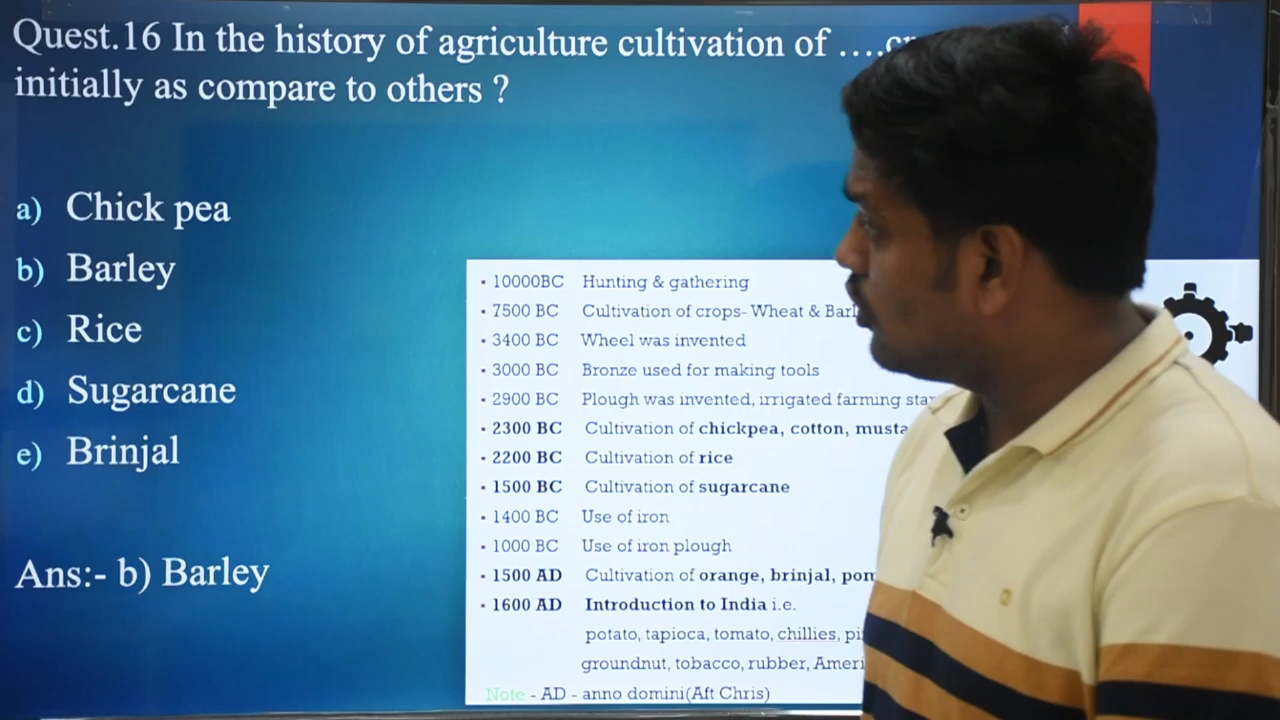 Quest.16 In the history of agriculture cultivation of ….
initially as compare to others ?
a) Chick pea
b) Barley
c) Rice
d) Sugarcane
e) Brinjal
Ans:- b) Barley
• 10000BC Hunting & gathering
• 7500 BC Cultivation of crops- Wheat &
• 3400 BC Wheel was invented
• 3000 BC Bronze used for making tools
• 2900 BC Plough was invented, irrigated farming
• 2300 BC Cultivation of chickpea, cotton,
• 2200 BC Cultivation of rice
• 1500 BC Cultivation of sugarcane
• 1400 BC Use of iron
• 1000 BC Use of iron plough
• 1500 AD Cultivation of orange, brinjal,
• 1600 AD Introduction to India i.e.
potato, tapioca, tomato, chillies,
groundnut, tobacco, rubber,
Note - AD - anno domini(Aft Chris)